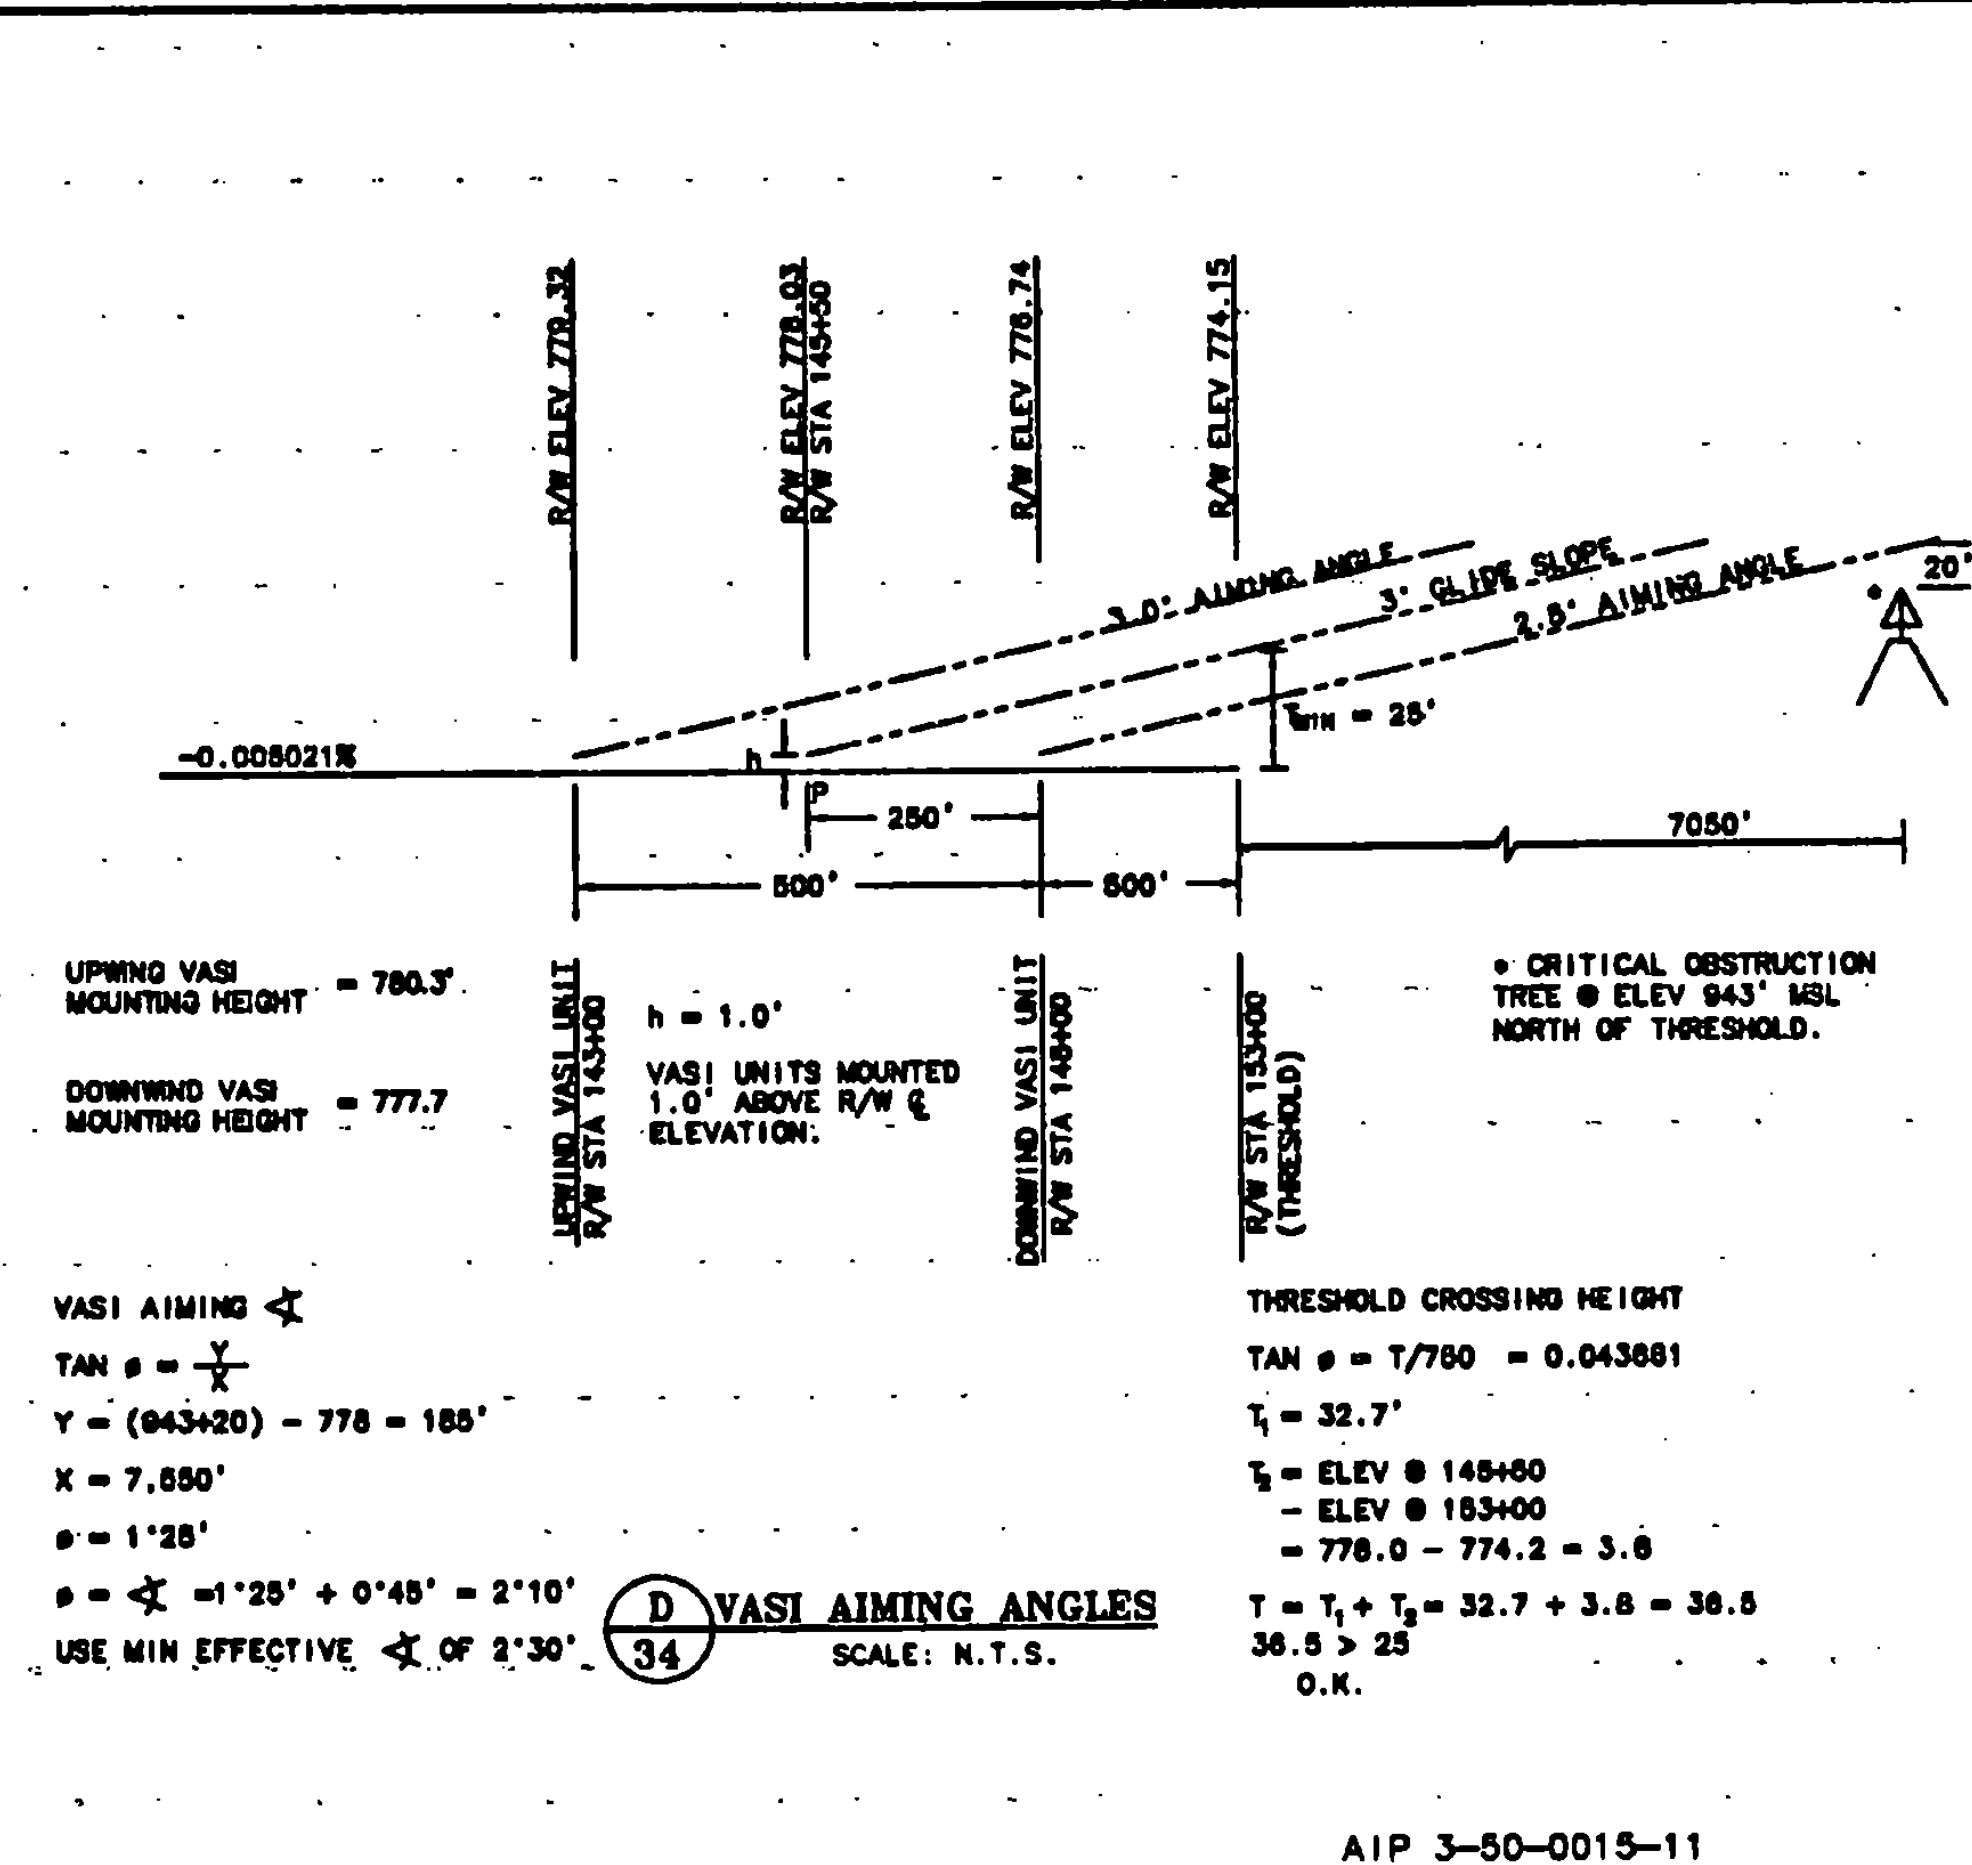 R/W ELEV 779.32
R/W ELEV 778.03
R/W STA 145+50
R/W ELEV 776.74
R/W ELEV 774.15
3.0° AIMING ANGLE
3° GLIDE SLOPE
2.5° AIMING ANGLE
20'
TMIN = 25'
-0.005021%
h
P
250'
7050'
500'
500'
UPWING VASI
MOUNTING HEIGHT = 780.3'
DOWNWIND VASI
MOUNTING HEIGHT = 777.7
UPWIND VASI UNIT
R/W STA 143+00
h = 1.0'
VASI UNITS MOUNTED
1.0' ABOVE R/W ℄
ELEVATION.
DOWNWIND VASI UNIT
R/W STA 148+00
R/W STA 153+00
(THRESHOLD)
* CRITICAL OBSTRUCTION
TREE @ ELEV 943' MSL
NORTH OF THRESHOLD.
VASI AIMING ∢
TAN ø = Y/X
Y = (943+20) - 778 = 185'
X = 7,550'
ø = 1°25'
ø = ∢ =1°25' + 0°45' = 2°10'
USE MIN EFFECTIVE ∢ OF 2°30'
D
34
VASI AIMING ANGLES
SCALE: N.T.S.
THRESHOLD CROSSING HEIGHT
TAN ø = T/750 = 0.043661
T1 = 32.7'
T2 = ELEV @ 145+50
- ELEV @ 153+00
= 778.0 - 774.2 = 3.8
T = T1 + T2 = 32.7 + 3.8 = 36.5
36.5 > 25
O.K.
AIP 3-50-0015-11